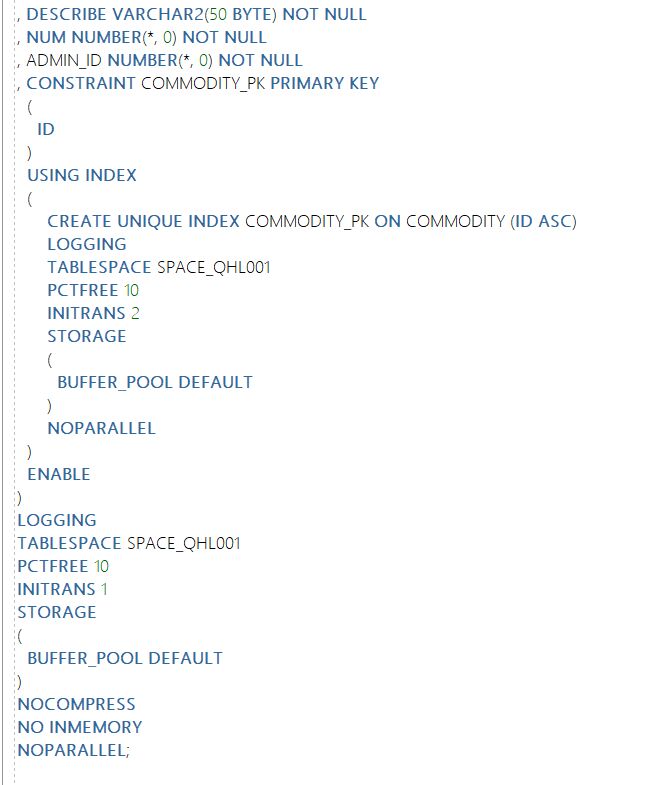 , DESCRIBE VARCHAR2(50 BYTE) NOT NULL
, NUM NUMBER(*, 0) NOT NULL
, ADMIN_ID NUMBER(*, 0) NOT NULL
, CONSTRAINT COMMODITY_PK PRIMARY KEY
(
ID
)
USING INDEX
(
CREATE UNIQUE INDEX COMMODITY_PK ON COMMODITY (ID ASC)
LOGGING
TABLESPACE SPACE_QHL001
PCTFREE 10
INITRANS 2
STORAGE
(
BUFFER_POOL DEFAULT
)
NOPARALLEL
)
ENABLE
)
LOGGING
TABLESPACE SPACE_QHL001
PCTFREE 10
INITRANS 1
STORAGE
(
BUFFER_POOL DEFAULT
)
NOCOMPRESS
NO INMEMORY
NOPARALLEL;